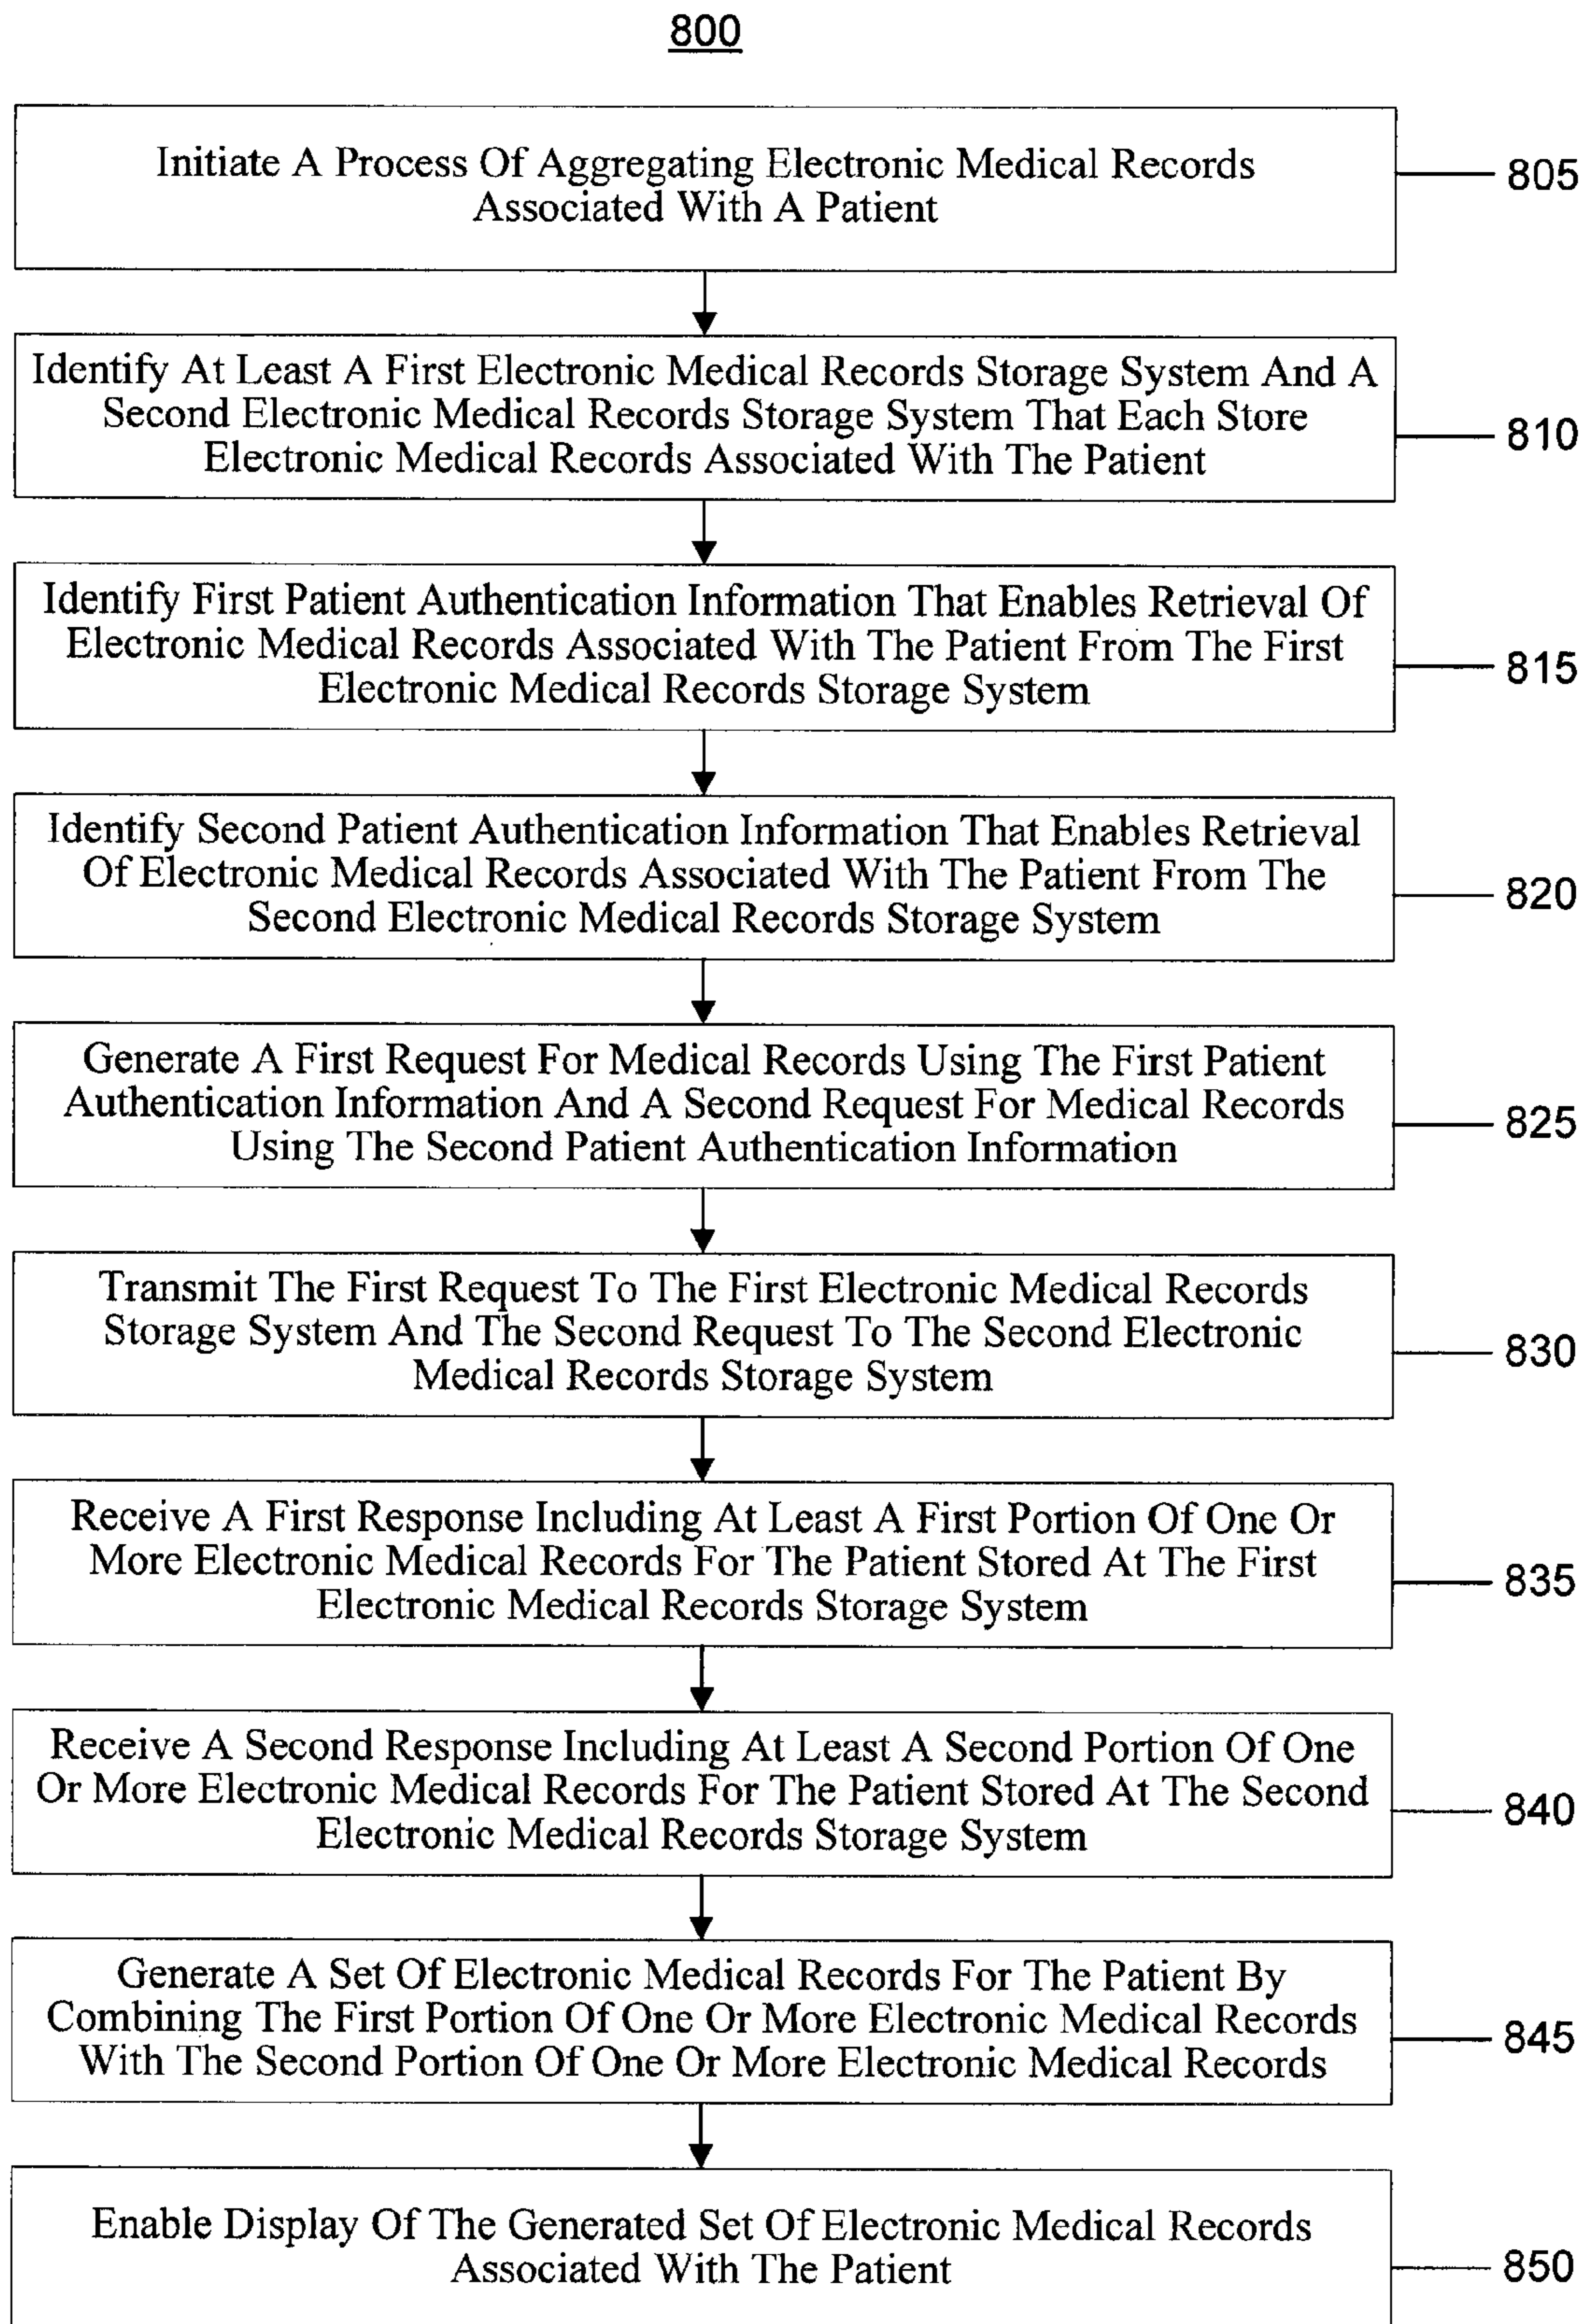 800
Initiate A Process Of Aggregating Electronic Medical Records
Associated With A Patient
805
Identify At Least A First Electronic Medical Records Storage System And A
Second Electronic Medical Records Storage System That Each Store
Electronic Medical Records Associated With The Patient
810
Identify First Patient Authentication Information That Enables Retrieval Of
Electronic Medical Records Associated With The Patient From The First
Electronic Medical Records Storage System
815
Identify Second Patient Authentication Information That Enables Retrieval
Of Electronic Medical Records Associated With The Patient From The
Second Electronic Medical Records Storage System
820
Generate A First Request For Medical Records Using The First Patient
Authentication Information And A Second Request For Medical Records
Using The Second Patient Authentication Information
825
Transmit The First Request To The First Electronic Medical Records
Storage System And The Second Request To The Second Electronic
Medical Records Storage System
830
Receive A First Response Including At Least A First Portion Of One Or
More Electronic Medical Records For The Patient Stored At The First
Electronic Medical Records Storage System
835
Receive A Second Response Including At Least A Second Portion Of One
Or More Electronic Medical Records For The Patient Stored At The Second
Electronic Medical Records Storage System
840
Generate A Set Of Electronic Medical Records For The Patient By
Combining The First Portion Of One Or More Electronic Medical Records
With The Second Portion Of One Or More Electronic Medical Records
845
Enable Display Of The Generated Set Of Electronic Medical Records
Associated With The Patient
850